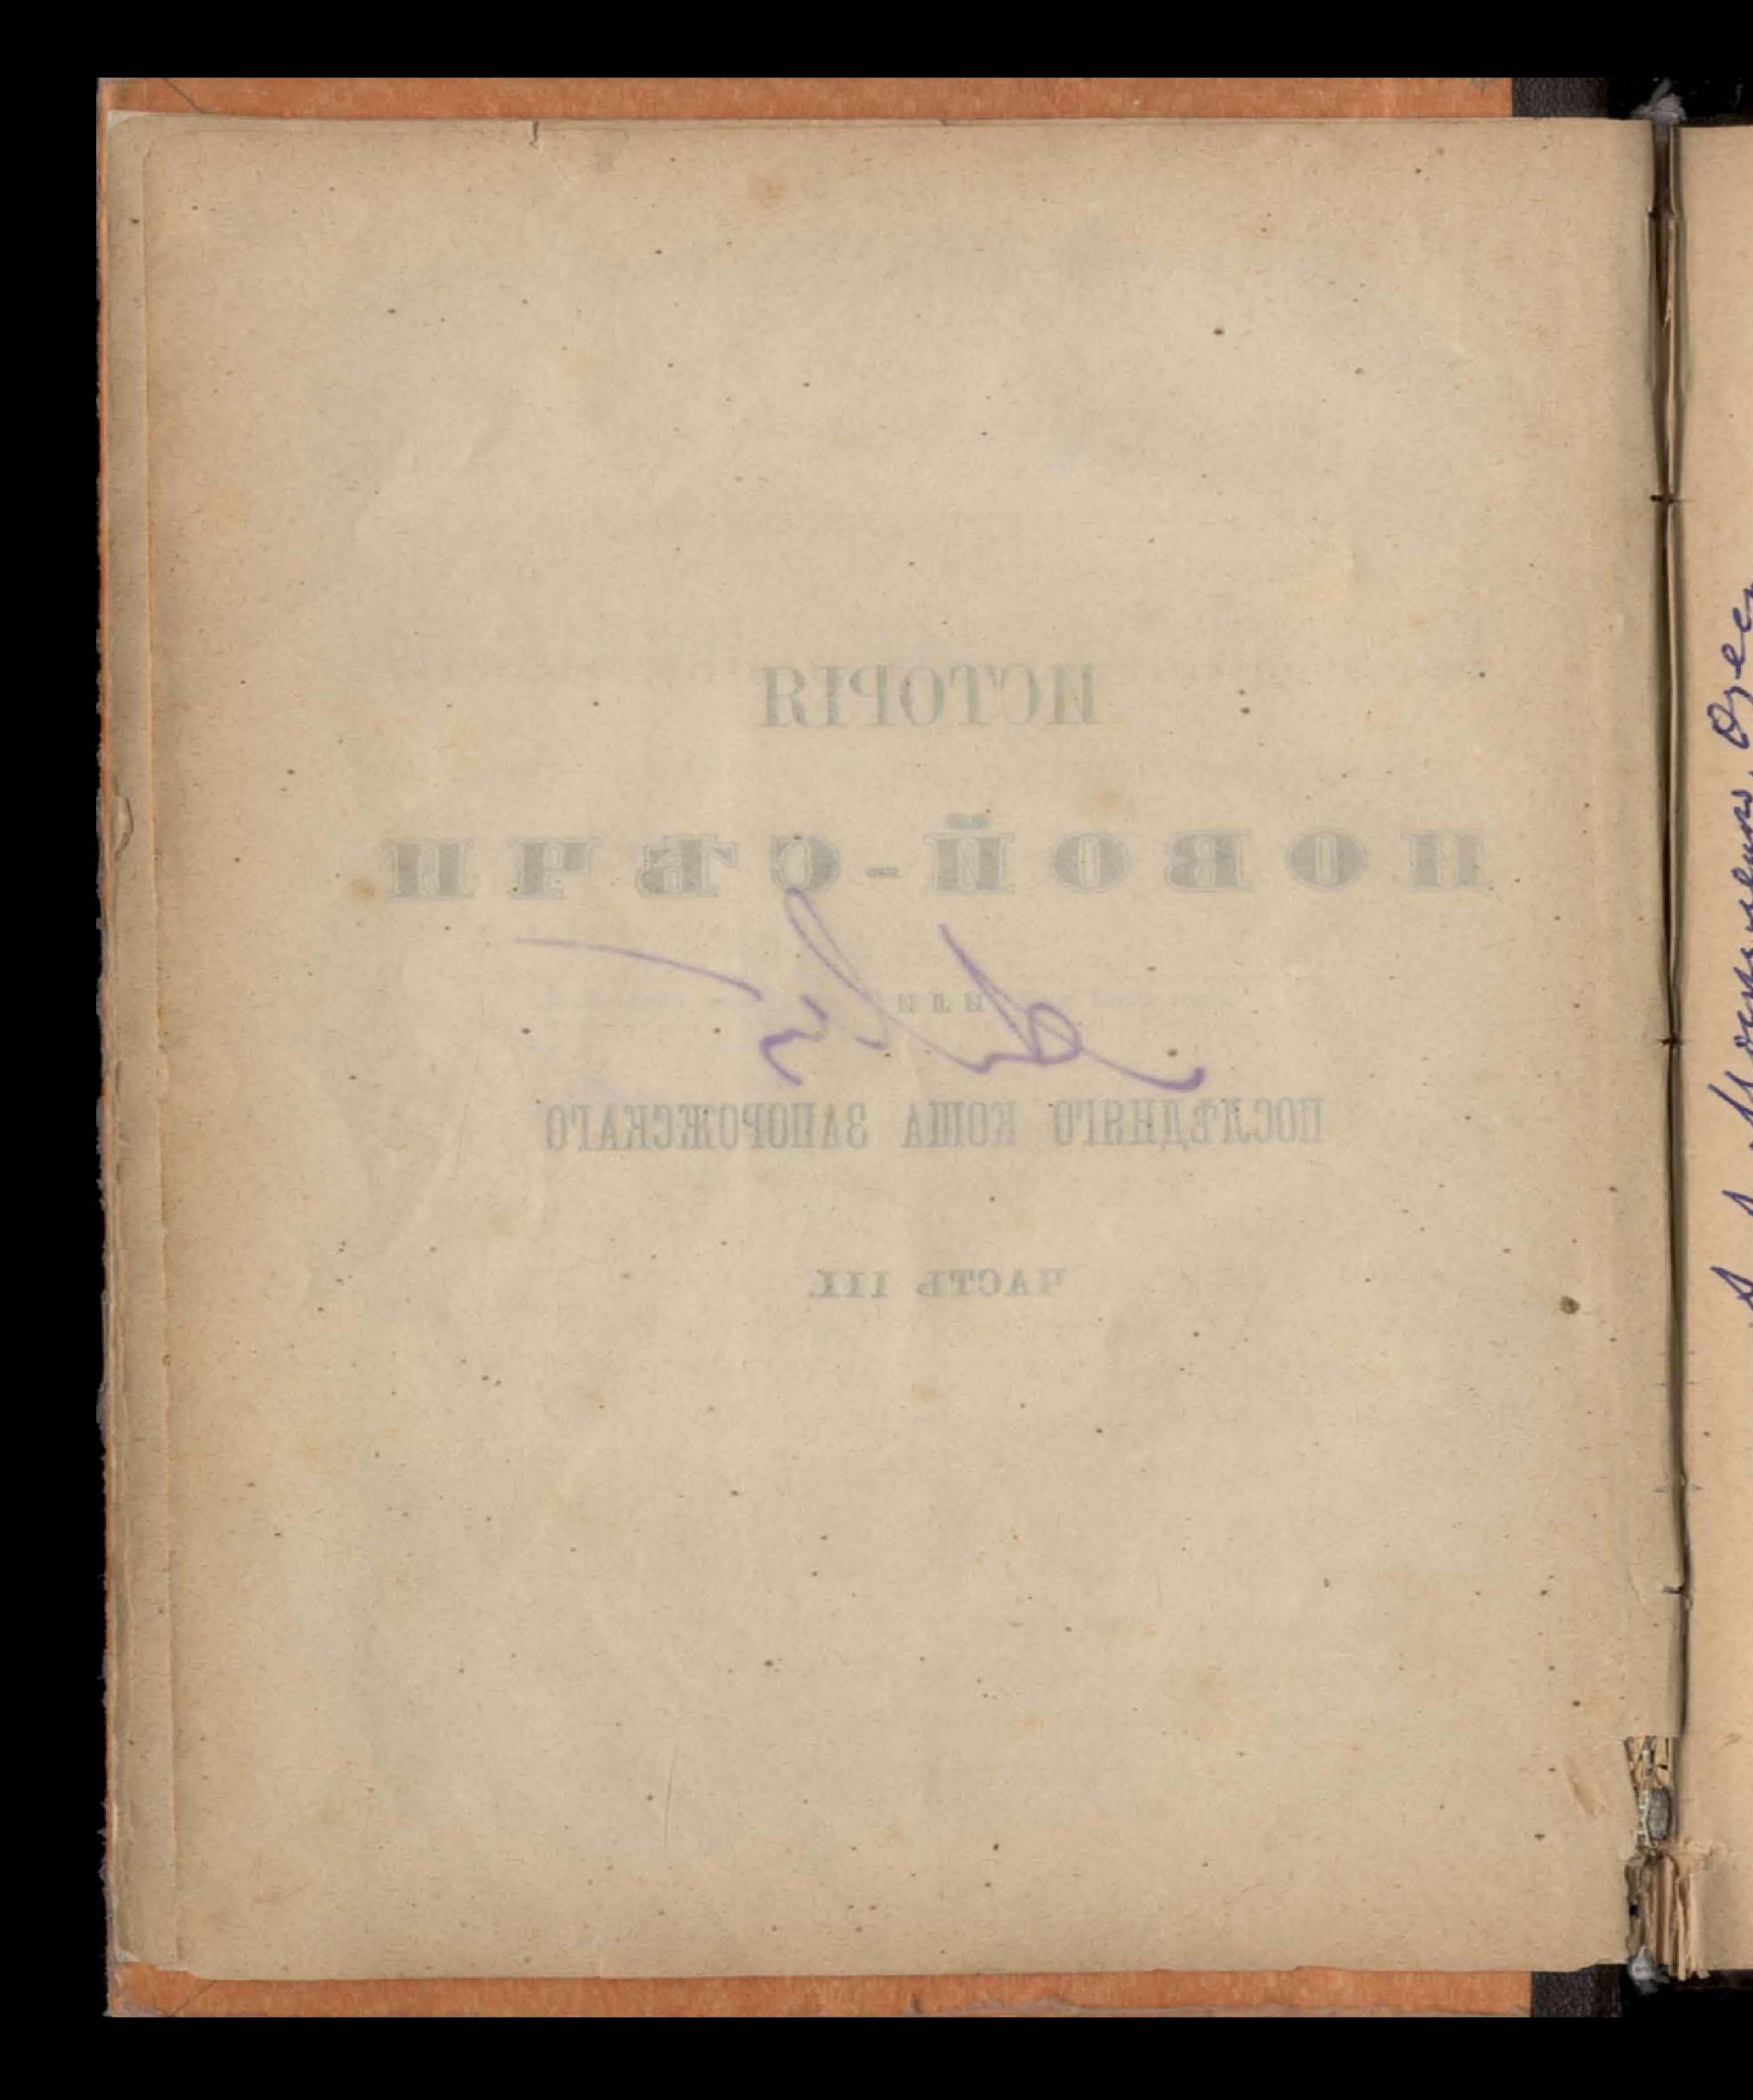 ИСТОРІЯ
НОВОЙ-СѢЧИ
ИЛИ
ПОСЛѢДНЯГО КОША ЗАПОРОЖСКАГО
ЧАСТЬ III.